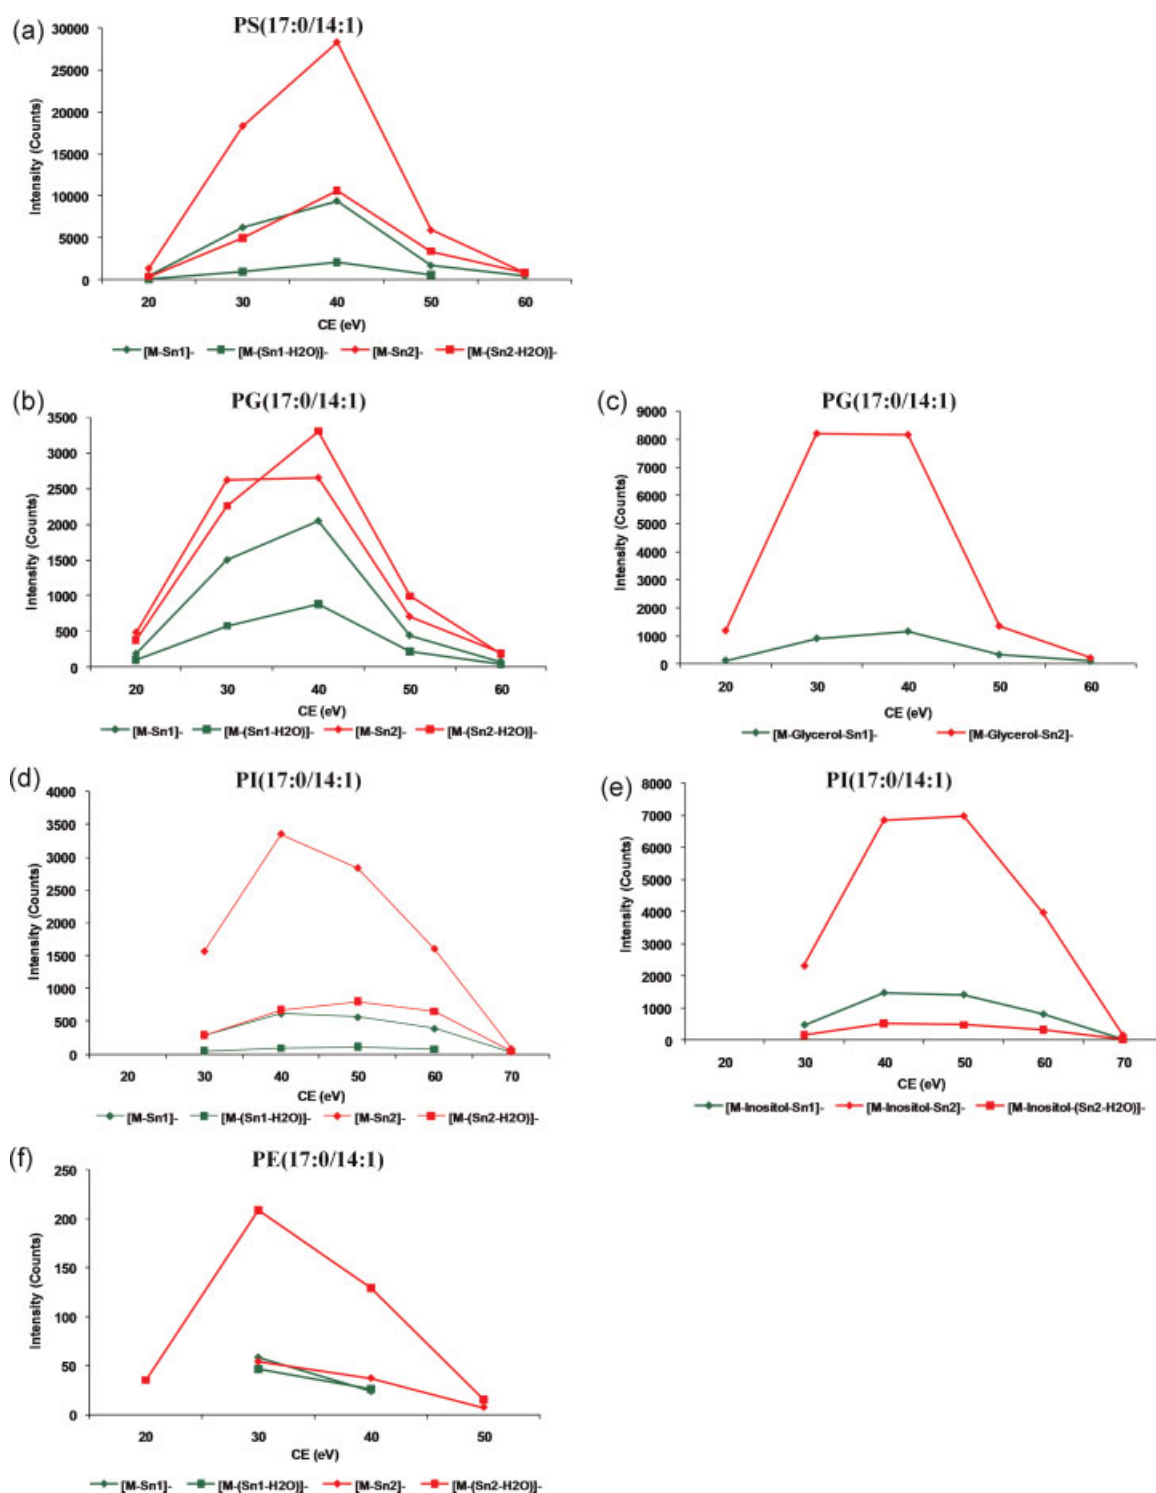 (a)
PS(17:0/14:1)
30000
25000
20000
15000
10000
5000
0
Intensity (Counts)
20 30 40 50 60
CE (eV)
[M-Sn1]- [M-(Sn1-H2O)]- [M-Sn2]- [M-(Sn2-H2O)]-
(b)
PG(17:0/14:1)
3500
3000
2500
2000
1500
1000
500
0
Intensity (Counts)
20 30 40 50 60
CE (eV)
[M-Sn1]- [M-(Sn1-H2O)]- [M-Sn2]- [M-(Sn2-H2O)]-
(c)
PG(17:0/14:1)
9000
8000
7000
6000
5000
4000
3000
2000
1000
0
Intensity (Counts)
20 30 40 50 60
CE (eV)
[M-Glycerol-Sn1]- [M-Glycerol-Sn2]-
(d)
PI(17:0/14:1)
4000
3500
3000
2500
2000
1500
1000
500
0
Intensity (Counts)
20 30 40 50 60 70
CE (eV)
[M-Sn1]- [M-(Sn1-H2O)]- [M-Sn2]- [M-(Sn2-H2O)]-
(e)
PI(17:0/14:1)
8000
7000
6000
5000
4000
3000
2000
1000
0
Intensity (Counts)
20 30 40 50 60 70
CE (eV)
[M-Inositol-Sn1]- [M-Inositol-Sn2]- [M-Inositol-(Sn2-H2O)]-
(f)
PE(17:0/14:1)
250
200
150
100
50
0
Intensity (Counts)
20 30 40 50
CE (eV)
[M-Sn1]- [M-(Sn1-H2O)]- [M-Sn2]- [M-(Sn2-H2O)]-